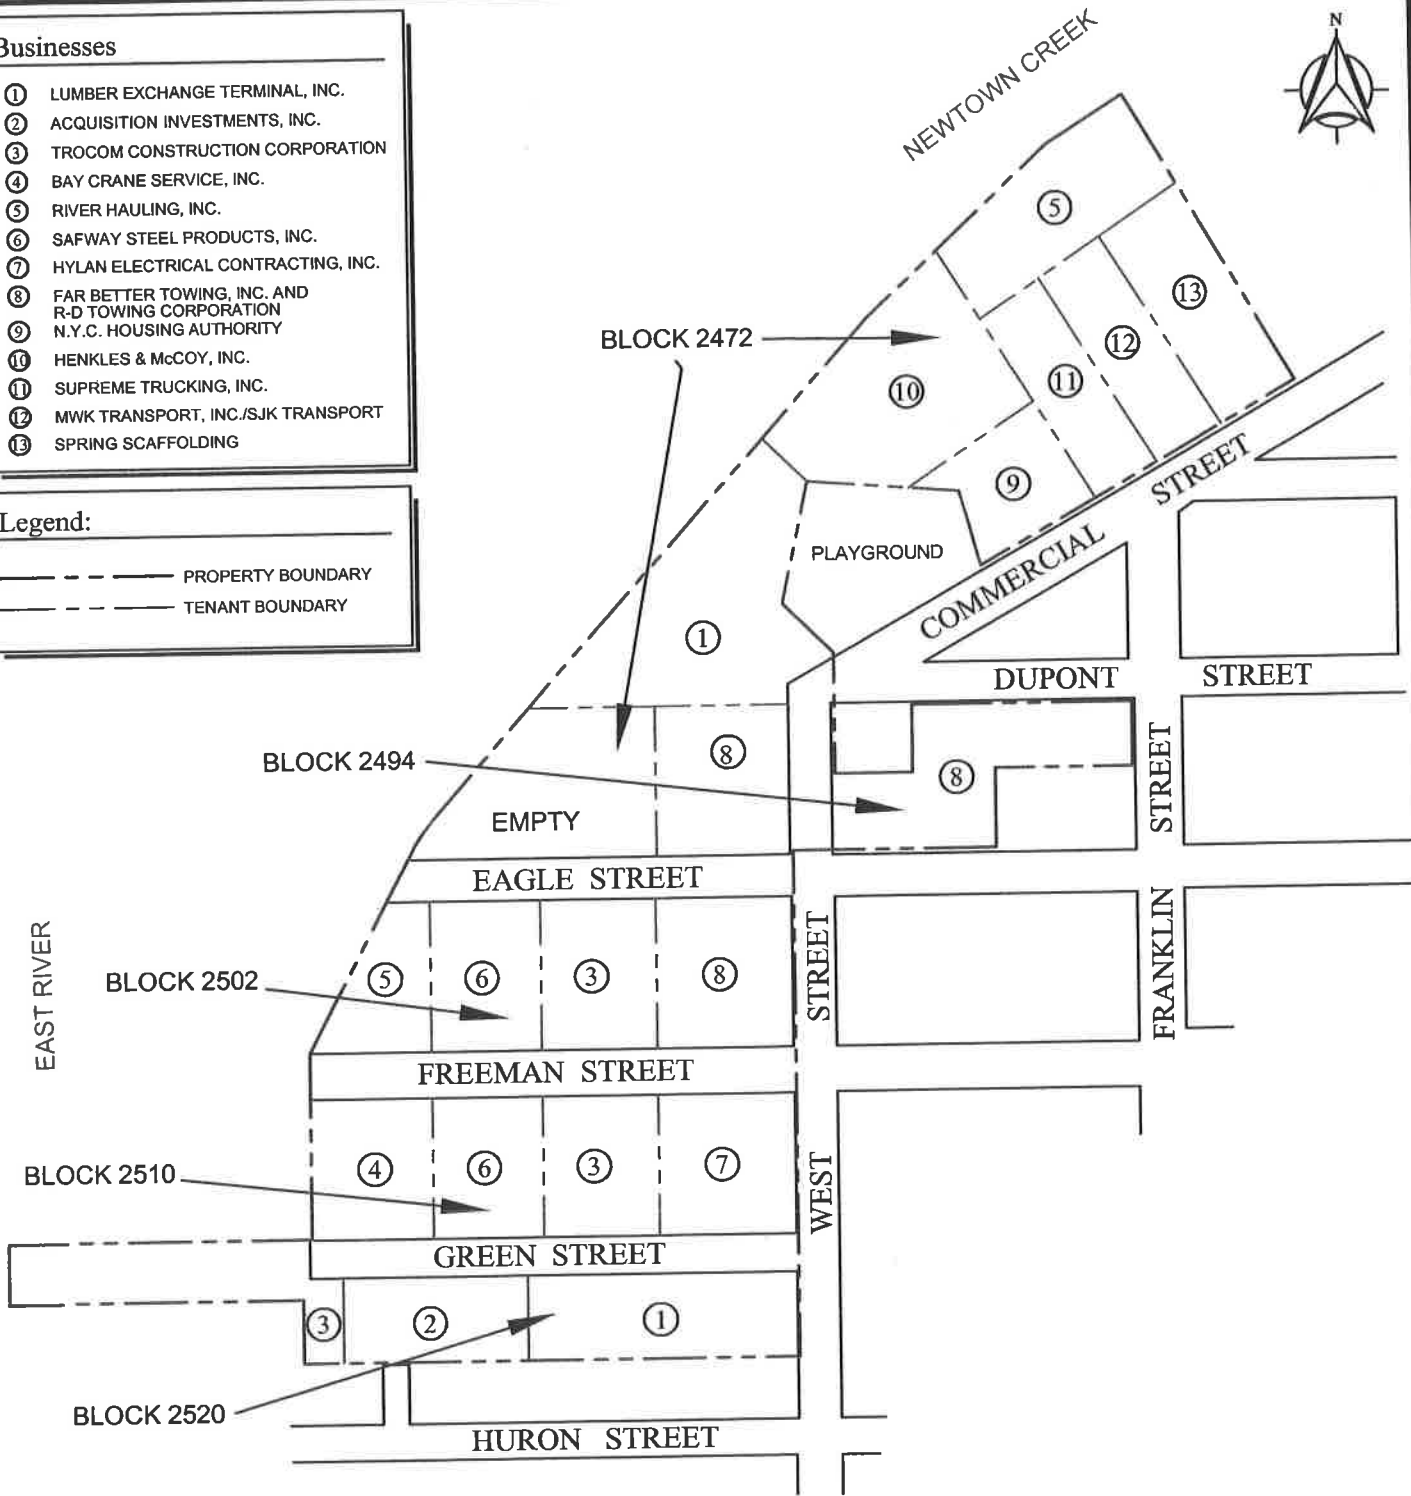 Businesses
① LUMBER EXCHANGE TERMINAL, INC.
② ACQUISITION INVESTMENTS, INC.
③ TROCOM CONSTRUCTION CORPORATION
④ BAY CRANE SERVICE, INC.
⑤ RIVER HAULING, INC.
⑥ SAFWAY STEEL PRODUCTS, INC.
⑦ HYLAN ELECTRICAL CONTRACTING, INC.
⑧ FAR BETTER TOWING, INC. AND
R-D TOWING CORPORATION
⑨ N.Y.C. HOUSING AUTHORITY
⑩ HENKLES & McCOY, INC.
⑪ SUPREME TRUCKING, INC.
⑫ MWK TRANSPORT, INC./SJK TRANSPORT
⑬ SPRING SCAFFOLDING
Legend:
PROPERTY BOUNDARY
TENANT BOUNDARY
N
NEWTOWN CREEK
⑤
⑬
BLOCK 2472
⑫
⑪
⑩
⑨
COMMERCIAL STREET
PLAYGROUND
①
DUPONT STREET
⑧
BLOCK 2494
⑧
EMPTY
EAGLE STREET
FRANKLIN STREET
EAST RIVER
BLOCK 2502
⑤ ⑥ ③ ⑧
WEST STREET
FREEMAN STREET
BLOCK 2510
④ ⑥ ③ ⑦
GREEN STREET
③ ② ①
BLOCK 2520
HURON STREET